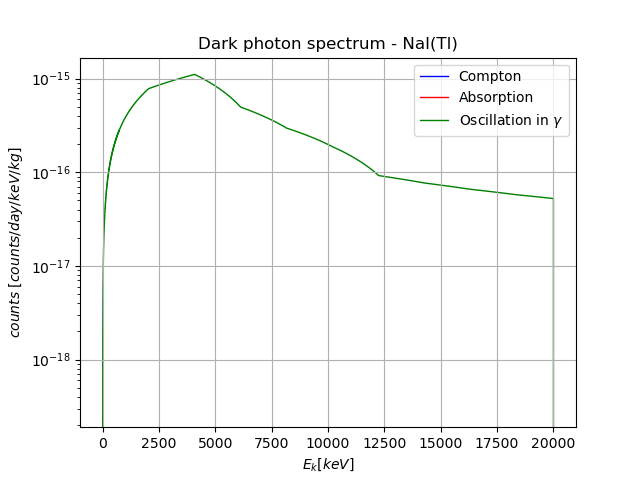 Dark photon spectrum - NaI(Tl)
Compton
Absorption
Oscillation in γ
10⁻¹⁵
10⁻¹⁶
10⁻¹⁷
10⁻¹⁸
counts [counts/day/keV/kg]
0 2500 5000 7500 10000 12500 15000 17500 20000
E_k[keV]